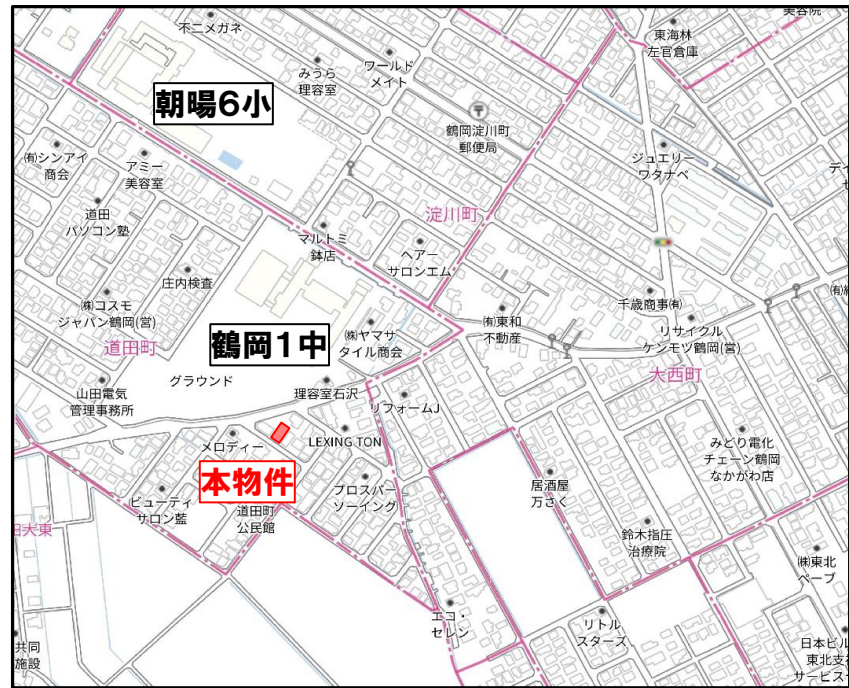 不二メガネ
美容院
東海林
左官倉庫
みうら
理容室
ワールド
メイト
朝暘6小
鶴岡淀川町
郵便局
㈲シンアイ
商会
アミー
美容室
ジュエリー
ワタナベ
道田
パソコン塾
淀川町
マルトミ
鉢店
ヘアー
サロンエム
庄内検査
㈱コスモ
ジャパン鶴岡(営)
千歳商事㈲
㈲東和
不動産
道田町
鶴岡1中
㈱ヤマサ
タイル商会
リサイクル
ケンモツ鶴岡(営)
大西町
グラウンド
山田電気
管理事務所
理容室石沢
リフォームJ
メロディー
LEXING TON
みどり電化
チェーン鶴岡
なかがわ店
本物件
プロスパー
ソーイング
居酒屋
万さく
ビューティ
サロン藍
道田町
公民館
田大東
鈴木指圧
治療院
㈱東北
ペーブ
エコ・
セレン
リトル
スターズ
共同
施設
日本ビル
東北支
サービス